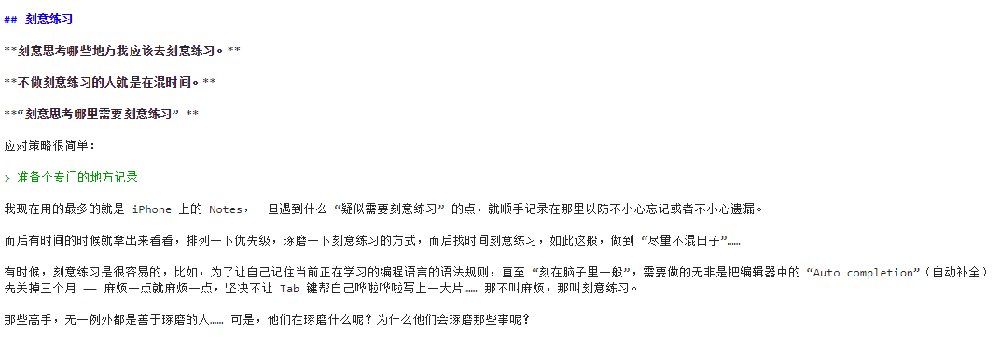 ## 刻意练习
**刻意思考哪些地方我应该去刻意练习。**
**不做刻意练习的人就是在混时间。**
**“刻意思考哪里需要刻意练习” **
应对策略很简单：
> 准备个专门的地方记录
我现在用的最多的就是 iPhone 上的 Notes，一旦遇到什么 “疑似需要刻意练习” 的点，就顺手记录在那里以防不小心忘记或者不小心遗漏。
而后有时间的时候就拿出来看看，排列一下优先级，琢磨一下刻意练习的方式，而后找时间刻意练习，如此这般，做到 “尽量不混日子”……
有时候，刻意练习是很容易的，比如，为了让自己记住当前正在学习的编程语言的语法规则，直至 “刻在脑子里一般”，需要做的无非是把编辑器中的 “Auto completion”（自动补全）
先关掉三个月 —— 麻烦一点就麻烦一点，坚决不让 Tab 键帮自己哗啦哗啦写上一大片…… 那不叫麻烦，那叫刻意练习。
那些高手，无一例外都是善于琢磨的人…… 可是，他们在琢磨什么呢？为什么他们会琢磨那些事呢？